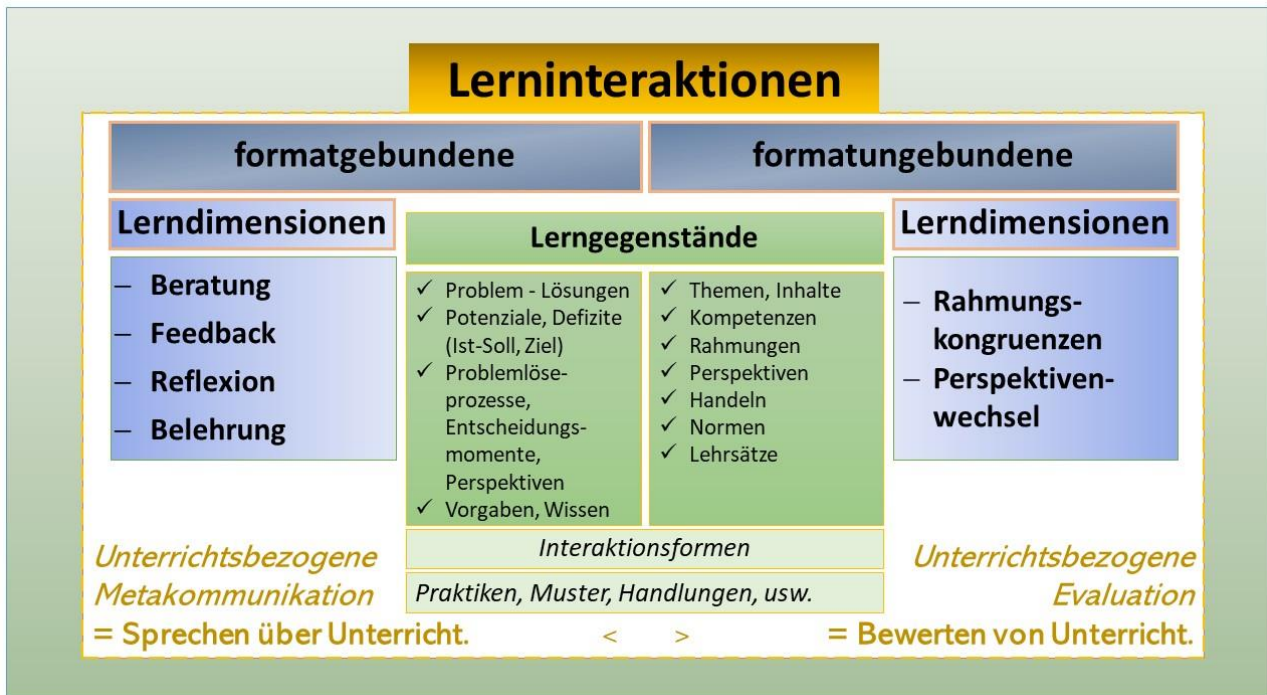 Lerninteraktionen
formatgebundene
formatungebundene
Lerndimensionen
– Beratung
– Feedback
– Reflexion
– Belehrung
Lerngegenstände
✓ Problem - Lösungen
✓ Potenziale, Defizite
(Ist-Soll, Ziel)
✓ Problemlöse-
prozesse,
Entscheidungs-
momente,
Perspektiven
✓ Vorgaben, Wissen
✓ Themen, Inhalte
✓ Kompetenzen
✓ Rahmungen
✓ Perspektiven
✓ Handeln
✓ Normen
✓ Lehrsätze
Lerndimensionen
– Rahmungs-
kongruenzen
– Perspektiven-
wechsel
Interaktionsformen
Praktiken, Muster, Handlungen, usw.
Unterrichtsbezogene
Metakommunikation
= Sprechen über Unterricht.
< >
Unterrichtsbezogene
Evaluation
= Bewerten von Unterricht.